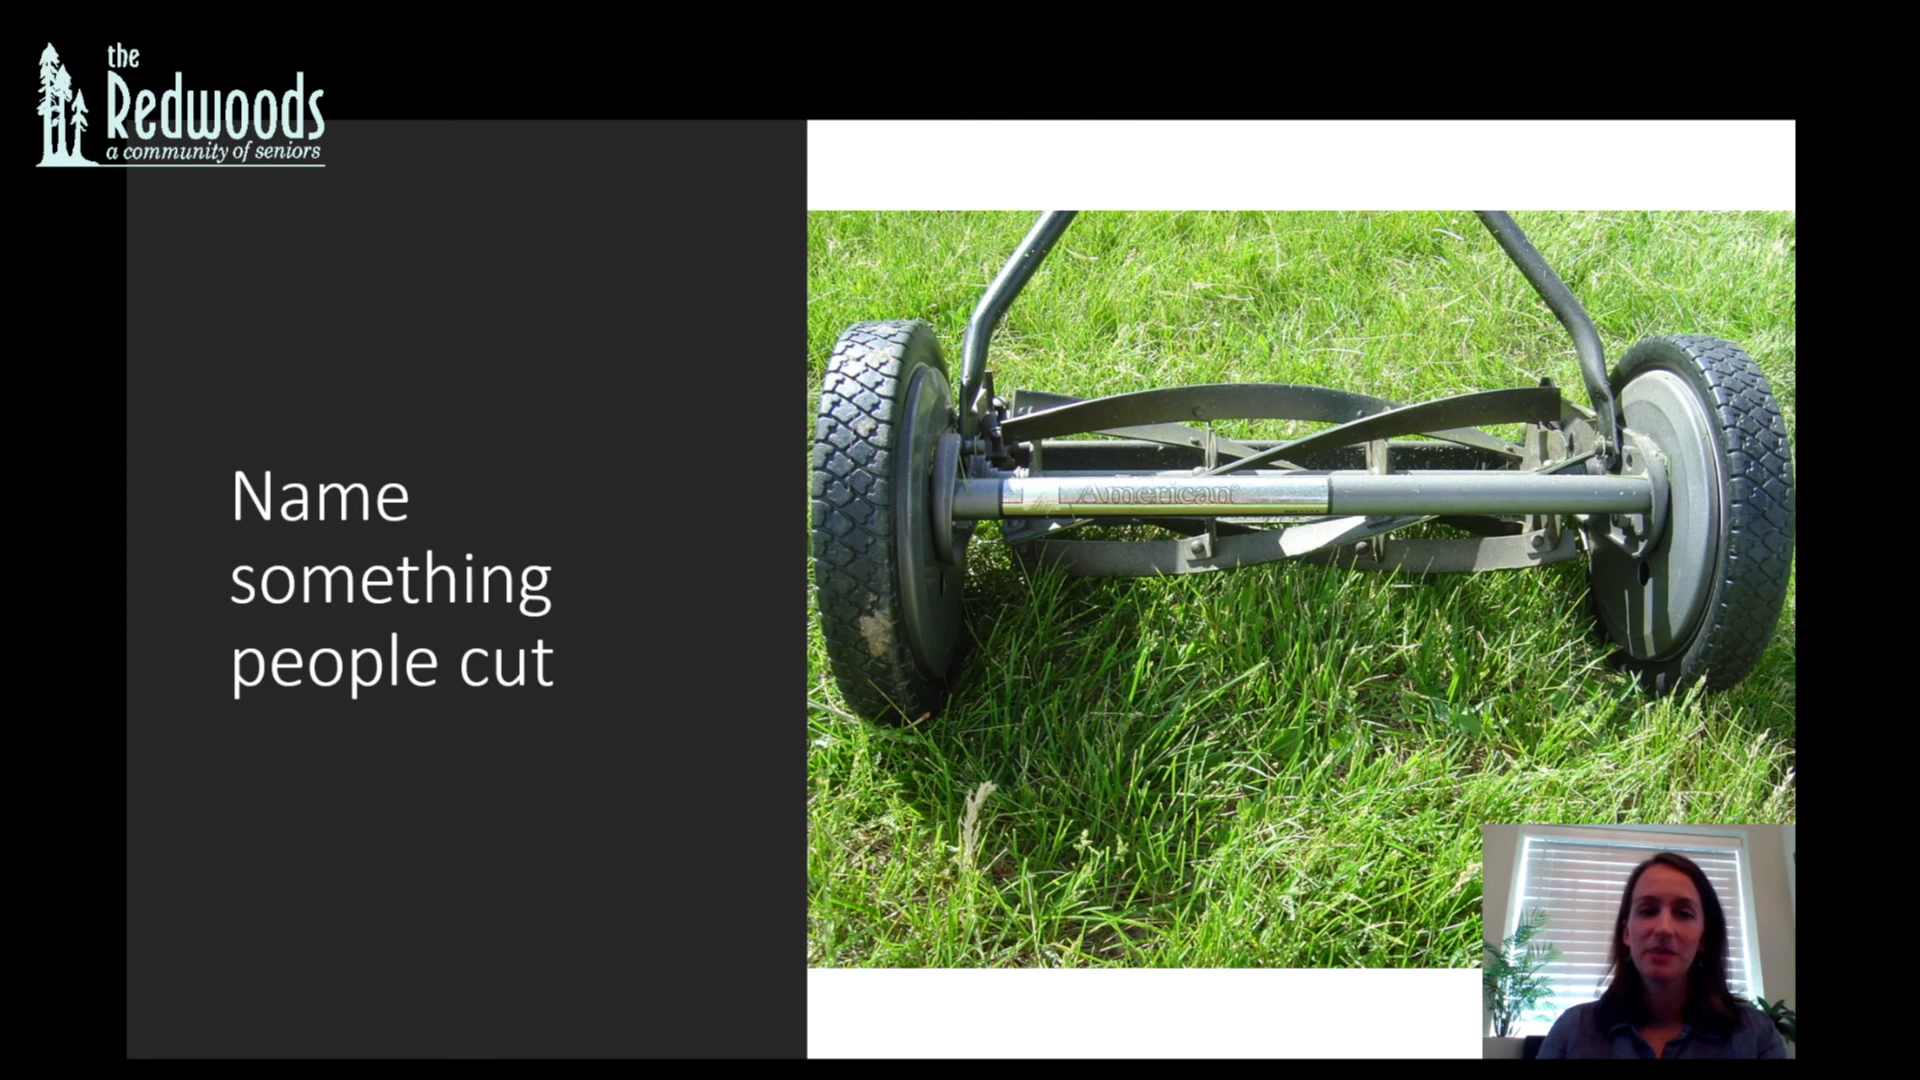 the
Redwoods
a community of seniors
Name
something
people cut
American